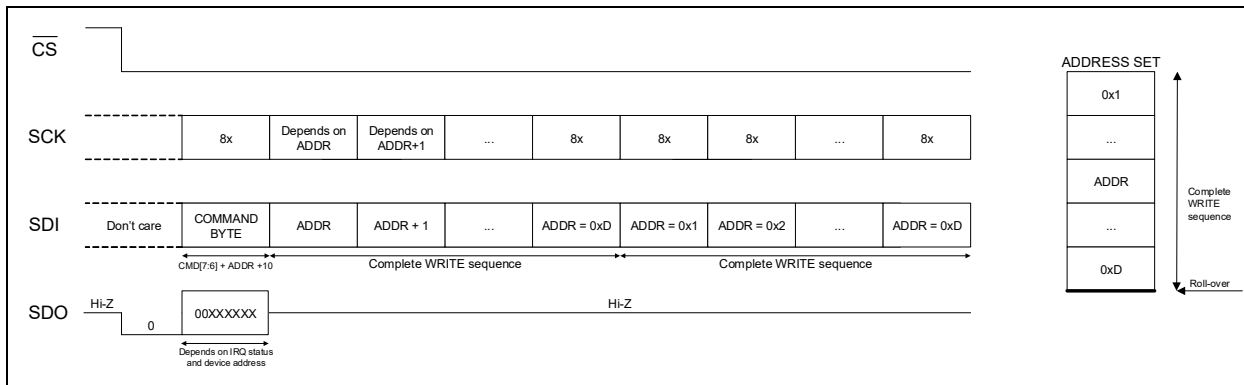 CS
SCK
8x
Depends on
ADDR
Depends on
ADDR+1
...
8x
8x
8x
...
8x
SDI
Don't care
COMMAND
BYTE
ADDR
ADDR + 1
...
ADDR = 0xD
ADDR = 0x1
ADDR = 0x2
...
ADDR = 0xD
CMD[7:6] + ADDR +10
Complete WRITE sequence
Complete WRITE sequence
SDO
Hi-Z
0
00XXXXXX
Hi-Z
Depends on IRQ status
and device address
ADDRESS SET
0x1
...
ADDR
...
0xD
Complete
WRITE
sequence
Roll-over